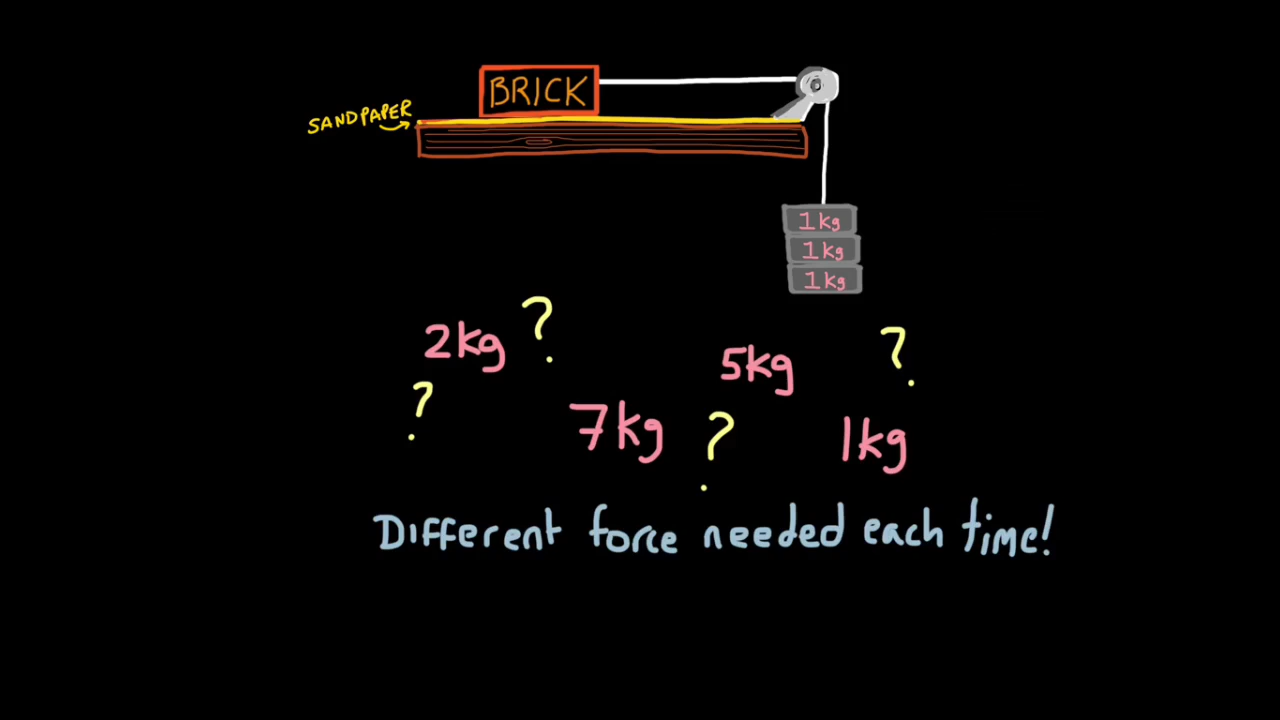 BRICK
SANDPAPER
1kg
1kg
1kg
?
2kg
?
5kg
?
7kg
?
1kg
Different force needed each time!